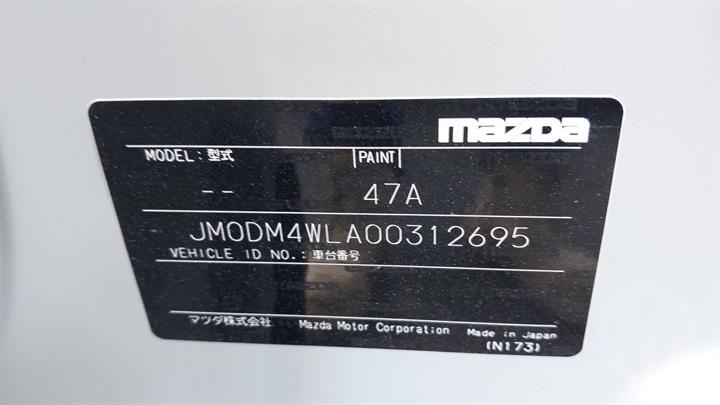 mazda
MODEL:型式 PAINT
-- 47A
JM0DM4WLA00312695
VEHICLE ID NO.:車台番号
マツダ株式会社 Mazda Motor Corporation Made in Japan
(N173)